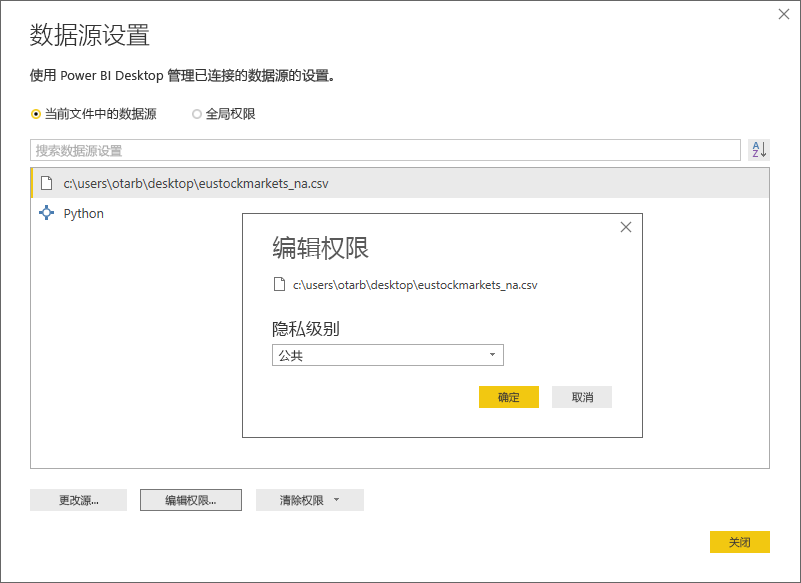 数据源设置
使用 Power BI Desktop 管理已连接的数据源的设置。
当前文件中的数据源 全局权限
搜索数据源设置
A
Z
c:\users\otarb\desktop\eustockmarkets_na.csv
Python
编辑权限
c:\users\otarb\desktop\eustockmarkets_na.csv
隐私级别
公共
确定 取消
更改源... 编辑权限... 清除权限
关闭